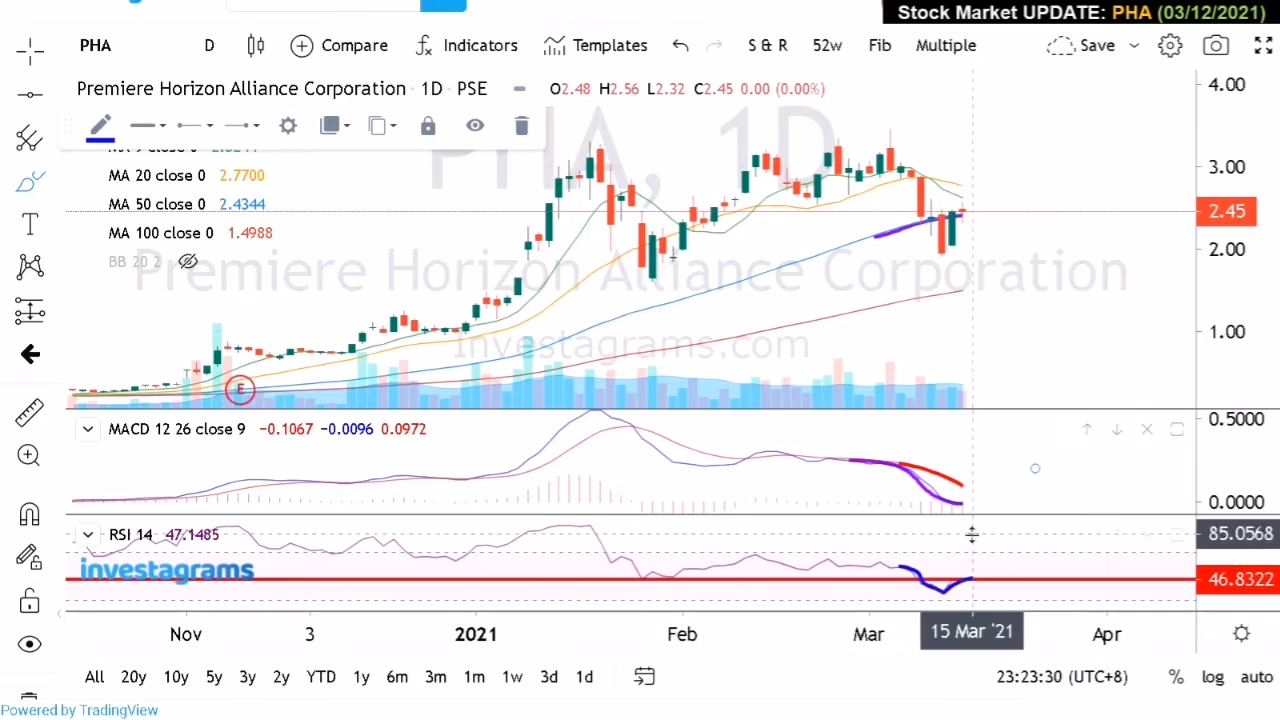 Stock Market UPDATE: PHA (03/12/2021)
PHA D Compare Indicators Templates S & R 52w Fib Multiple Save
Premiere Horizon Alliance Corporation · 1D · PSE O2.48 H2.56 L2.32 C2.45 0.00 (0.00%)
PHA, 1D
MA 9 close 0
MA 20 close 0 2.7700
MA 50 close 0 2.4344
MA 100 close 0 1.4988
BB 20 2
Premiere Horizon Alliance Corporation
Investagrams.com
E
4.00
3.00
2.45
2.00
1.00
MACD 12 26 close 9 −0.1067 −0.0096 0.0972
0.5000
0.0000
RSI 14 47.1485
85.0568
investagrams
46.8322
Nov 3 2021 Feb Mar 15 Mar '21 Apr
All 20y 10y 5y 3y 2y YTD 1y 6m 3m 1m 1w 3d 1d 23:23:30 (UTC+8) % log auto
Powered by TradingView